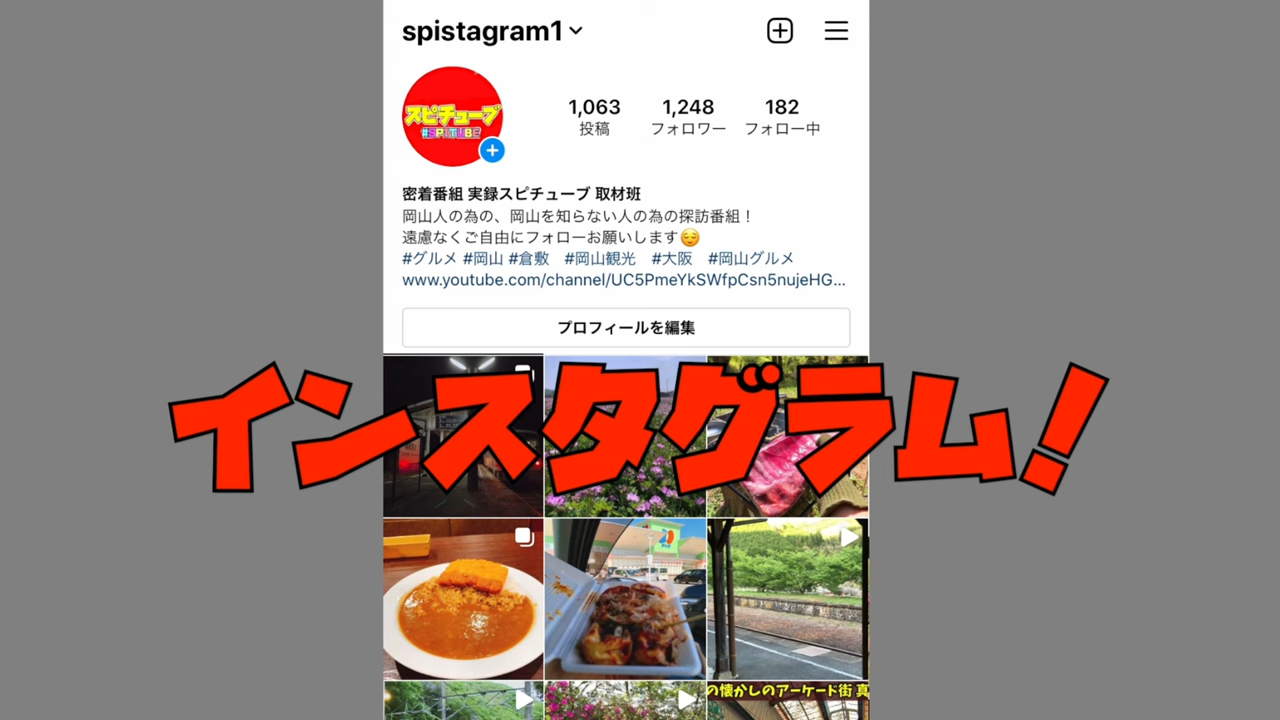 spistagram1
スピチューブ
#SPITUBE
1,063
投稿
1,248
フォロワー
182
フォロー中
密着番組 実録スピチューブ 取材班
岡山人の為の、岡山を知らない人の為の探訪番組！
遠慮なくご自由にフォローお願いします😌
#グルメ #岡山 #倉敷　#岡山観光　#大阪　#岡山グルメ
www.youtube.com/channel/UC5PmeYkSWfpCsn5nujeHG...
プロフィールを編集
インスタグラム！
の懐かしのアーケード街 真